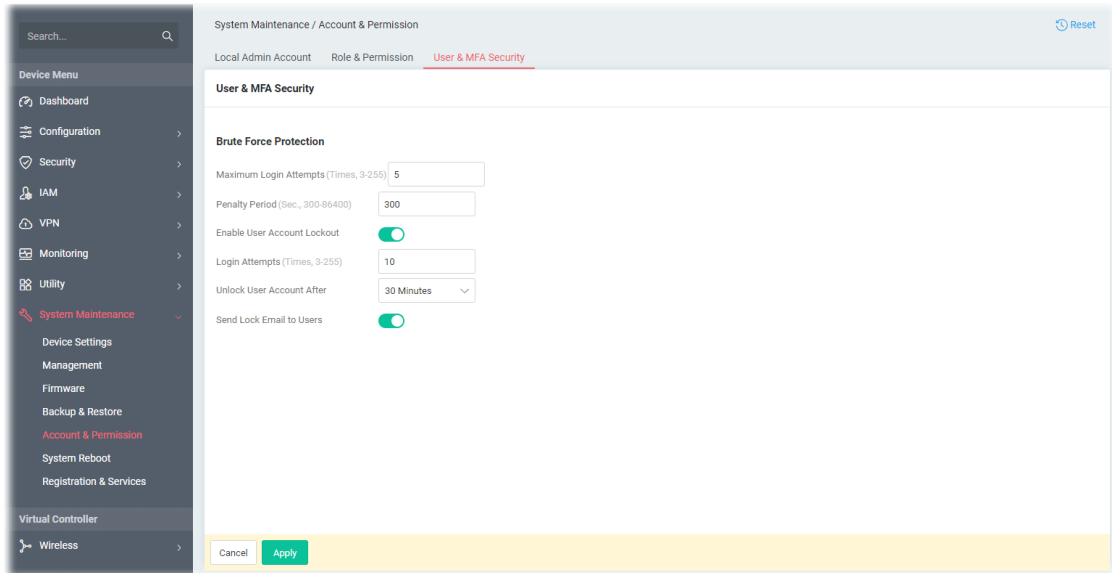 Search...
Device Menu
Dashboard
Configuration
Security
IAM
VPN
Monitoring
Utility
System Maintenance
Device Settings
Management
Firmware
Backup & Restore
Account & Permission
System Reboot
Registration & Services
Virtual Controller
Wireless
System Maintenance / Account & Permission
Reset
Local Admin Account Role & Permission User & MFA Security
User & MFA Security
Brute Force Protection
Maximum Login Attempts (Times, 3-255) 5
Penalty Period (Sec., 300-86400) 300
Enable User Account Lockout
Login Attempts (Times, 3-255) 10
Unlock User Account After 30 Minutes
Send Lock Email to Users
Cancel Apply